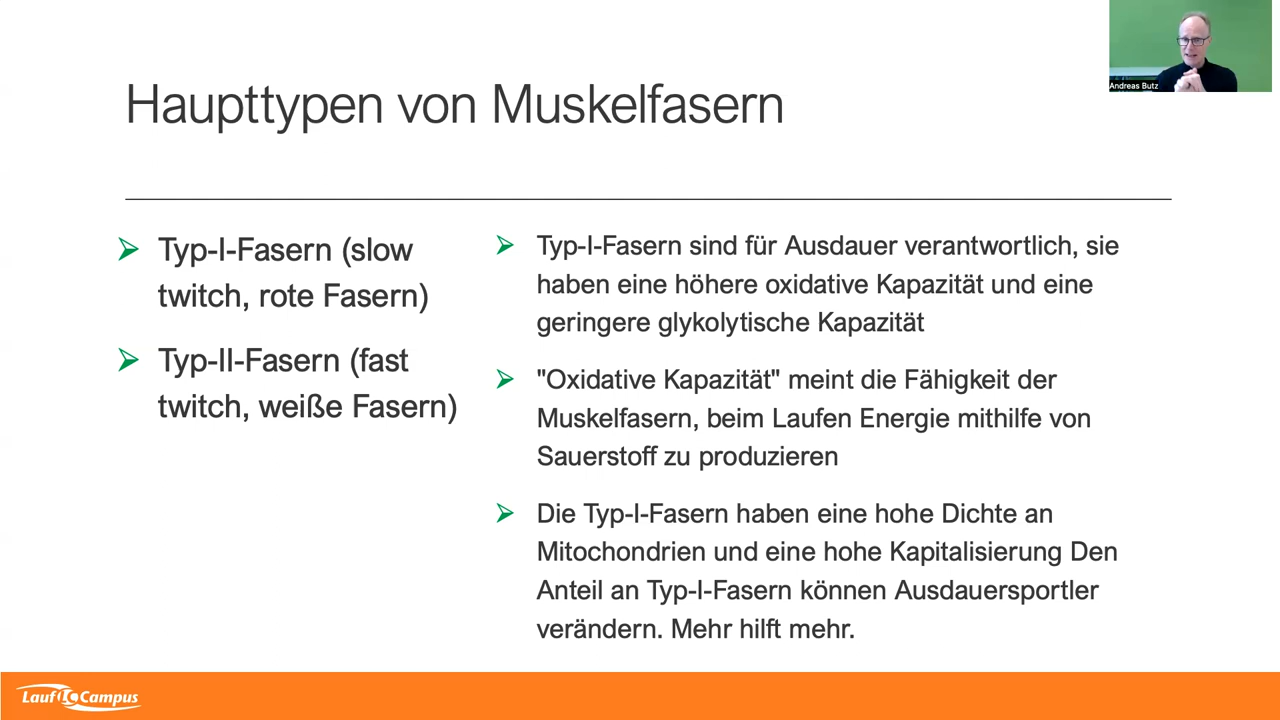 Andreas Butz
Haupttypen von Muskelfasern
Typ-I-Fasern (slow
twitch, rote Fasern)
Typ-II-Fasern (fast
twitch, weiße Fasern)
Typ-I-Fasern sind für Ausdauer verantwortlich, sie
haben eine höhere oxidative Kapazität und eine
geringere glykolytische Kapazität
"Oxidative Kapazität" meint die Fähigkeit der
Muskelfasern, beim Laufen Energie mithilfe von
Sauerstoff zu produzieren
Die Typ-I-Fasern haben eine hohe Dichte an
Mitochondrien und eine hohe Kapitalisierung Den
Anteil an Typ-I-Fasern können Ausdauersportler
verändern. Mehr hilft mehr.
Lauf Campus